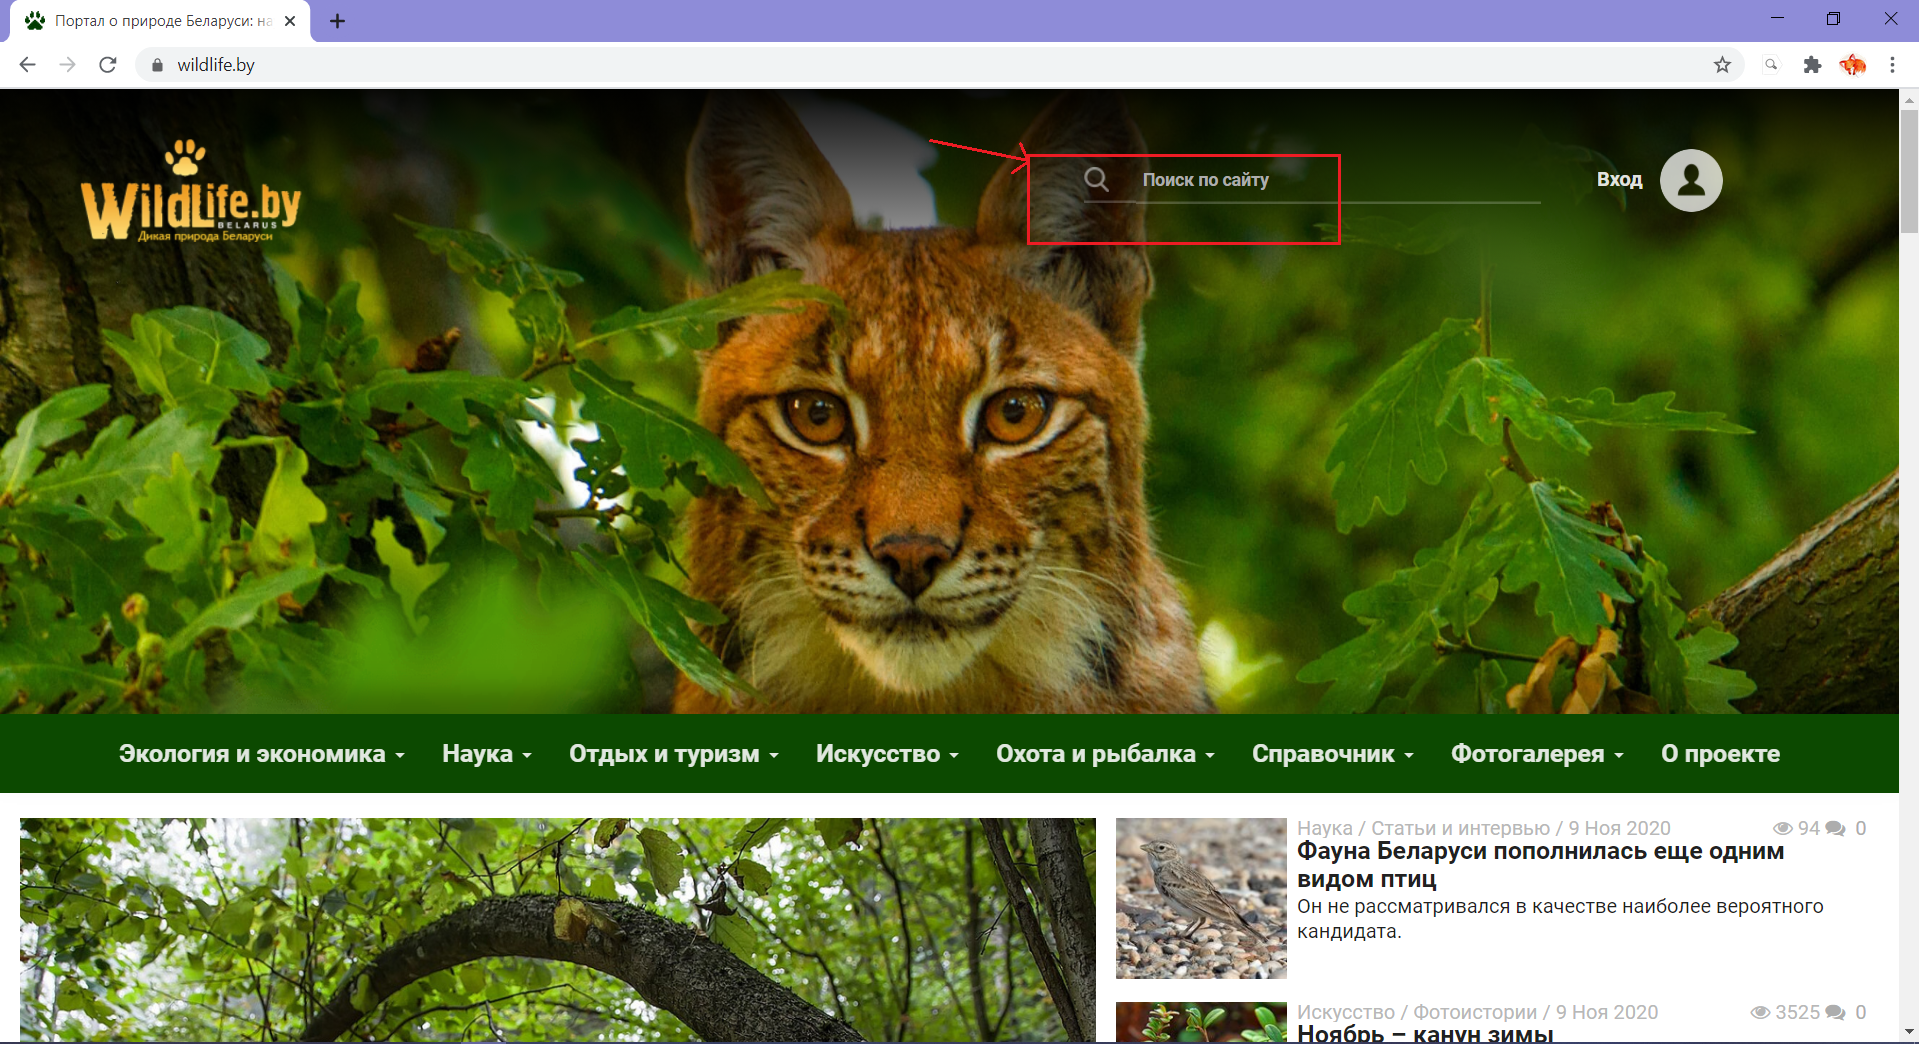 Портал о природе Беларуси: на
wildlife.by
WildLife.by
BELARUS
Дикая природа Беларуси
Поиск по сайту
Вход
Экология и экономика
Наука
Отдых и туризм
Искусство
Охота и рыбалка
Справочник
Фотогалерея
О проекте
Наука / Статьи и интервью / 9 Ноя 2020
94
0
Фауна Беларуси пополнилась еще одним
видом птиц
Он не рассматривался в качестве наиболее вероятного
кандидата.
Искусство / Фотоистории / 9 Ноя 2020
3525
0
Ноябрь – канун зимы